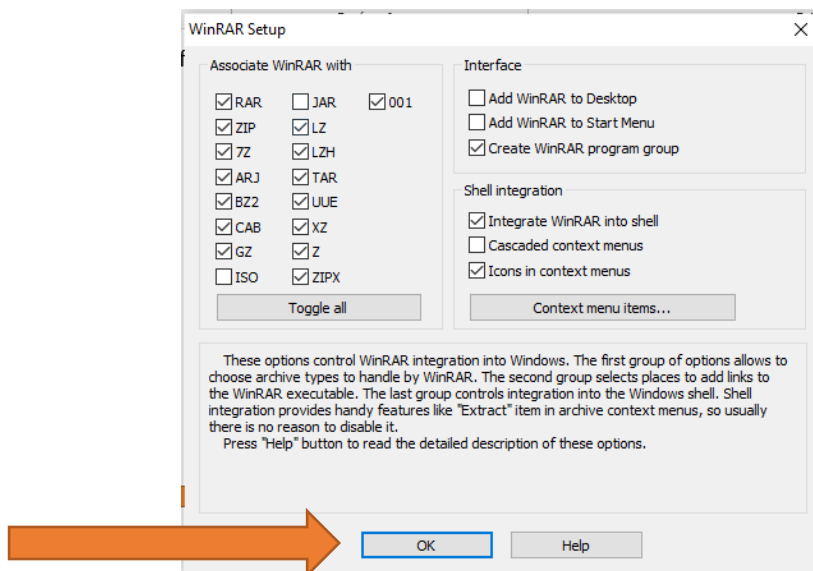 WinRAR Setup
Associate WinRAR with
RAR JAR 001
ZIP LZ
7Z LZH
ARJ TAR
BZ2 UUE
CAB XZ
GZ Z
ISO ZIPX
Toggle all
Interface
Add WinRAR to Desktop
Add WinRAR to Start Menu
Create WinRAR program group
Shell integration
Integrate WinRAR into shell
Cascaded context menus
Icons in context menus
Context menu items...
These options control WinRAR integration into Windows. The first group of options allows to
choose archive types to handle by WinRAR. The second group selects places to add links to
the WinRAR executable. The last group controls integration into the Windows shell. Shell
integration provides handy features like "Extract" item in archive context menus, so usually
there is no reason to disable it.
Press "Help" button to read the detailed description of these options.
OK Help